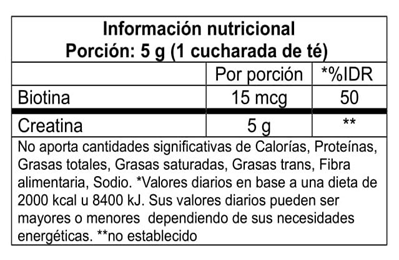 Información nutricional
Porción: 5 g (1 cucharada de té)
Por porción *%IDR
Biotina 15 mcg 50
Creatina 5 g **
No aporta cantidades significativas de Calorías, Proteínas,
Grasas totales, Grasas saturadas, Grasas trans, Fibra
alimentaria, Sodio. *Valores diarios en base a una dieta de
2000 kcal u 8400 kJ. Sus valores diarios pueden ser
mayores o menores dependiendo de sus necesidades
energéticas. **no establecido